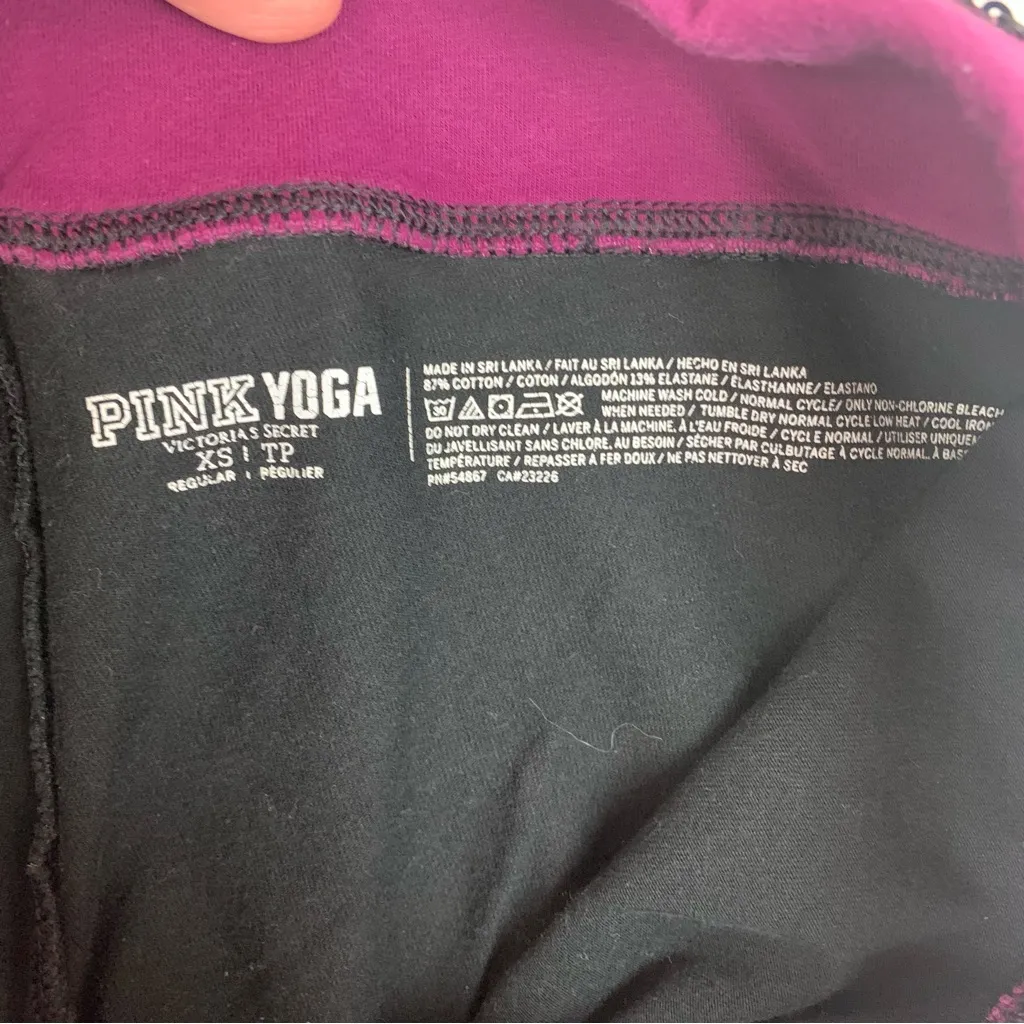 PINK YOGA
VICTORIA'S SECRET
XS | TP
REGULAR | RÉGULIER
MADE IN SRI LANKA / FAIT AU SRI LANKA / HECHO EN SRI LANKA
87% COTTON / COTON / ALGODÓN 13% ELASTANE / ÉLASTHANNE / ELASTANO
30 MACHINE WASH COLD / NORMAL CYCLE / ONLY NON-CHLORINE BLEACH
WHEN NEEDED / TUMBLE DRY NORMAL CYCLE LOW HEAT / COOL IRON
DO NOT DRY CLEAN / LAVER À LA MACHINE, À L'EAU FROIDE / CYCLE NORMAL / UTILISER
DU JAVELLISANT SANS CHLORE, AU BESOIN / SÉCHER PAR CULBUTAGE À CYCLE NORMAL, À
TEMPÉRATURE / REPASSER A FER DOUX / NE PAS NETTOYER À SEC
PN#54867 CA#23226